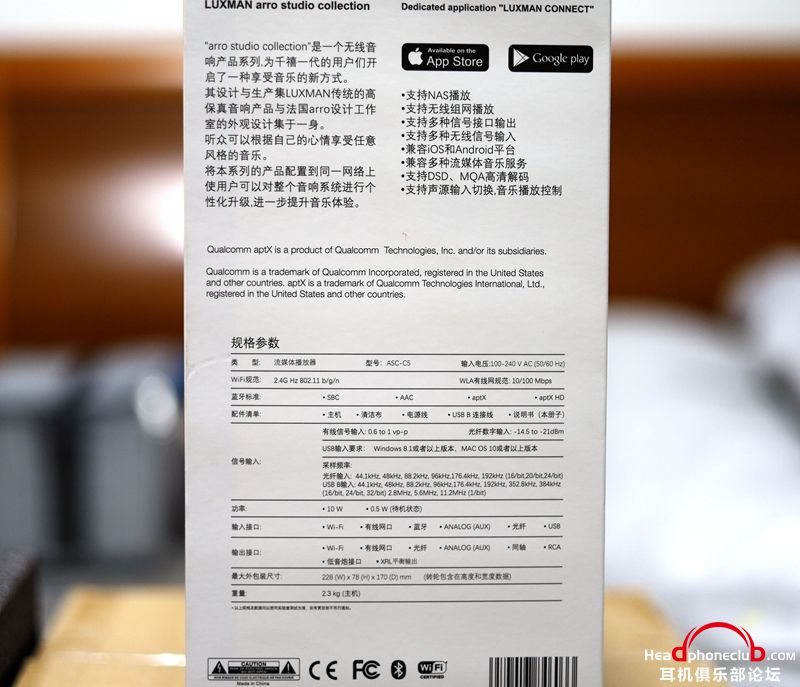 LUXMAN arro studio collection
Dedicated application "LUXMAN CONNECT"
"arro studio collection"是一个无线音
响产品系列,为千禧一代的用户们开
启了一种享受音乐的新方式。
其设计与生产集LUXMAN传统的高
保真音响产品与法国arro设计工作
室的外观设计集于一身。
听众可以根据自己的心情享受任意
风格的音乐。
将本系列的产品配置到同一网络上
使用户可以对整个音响系统进行个
性化升级,进一步提升音乐体验。
Available on the
App Store
Google play
•支持NAS播放
•支持无线组网播放
•支持多种信号接口输出
•支持多种无线信号输入
•兼容iOS和Android平台
•兼容多种流媒体音乐服务
•支持DSD、MQA高清解码
•支持声源输入切换,音乐播放控制
Qualcomm aptX is a product of Qualcomm Technologies, Inc. and/or its subsidiaries.
Qualcomm is a trademark of Qualcomm Incorporated, registered in the United States
and other countries. aptX is a trademark of Qualcomm Technologies International, Ltd.,
registered in the United States and other countries.
规格参数
类 型: 流媒体播放器 型号: ASC-C5 输入电压:100-240 V AC (50/60 Hz)
WiFi规范: 2.4G Hz 802.11 b/g/n WLA有线网规范: 10/100 Mbps
蓝牙标准: •SBC •AAC •aptX •aptX HD
配件清单: •主机 •清洁布 •电源线 •USB B 连接线 •说明书（本册子）
有线信号输入: 0.6 to 1 vp-p 光纤数字输入: -14.5 to -21dBm
USB输入要求: Windows 8.1或者以上版本, MAC OS 10或者以上版本
信号输入:
采样频率:
光纤输入: 44.1kHz, 48kHz, 88.2kHz, 96kHz,176.4kHz, 192kHz (16/bit,20/bit,24/bit)
USB B输入: 44.1kHz, 48kHz, 88.2kHz, 96kHz,176.4kHz, 192kHz, 352.8kHz, 384kHz
(16/bit, 24/bit, 32/bit) 2.8MHz, 5.6MHz, 11.2MHz (1/bit)
功率: •10 W •0.5 W (待机状态)
输入接口: •Wi-Fi •有线网口 •蓝牙 •ANALOG (AUX) •光纤 •USB
输出接口: •Wi-Fi •有线网口 •光纤 •ANALOG (AUX) •同轴 •RCA
•低音炮接口 •XRL平衡输出
最大外包装尺寸: 228 (W) x 78 (H) x 170 (D) mm （转轮包含在高度和宽度数据）
重量: 2.3 kg (主机)
CAUTION
Made in China
CE FC Wi Fi
CERTIFIED
HeadphoneclubD.com
耳机俱乐部论坛